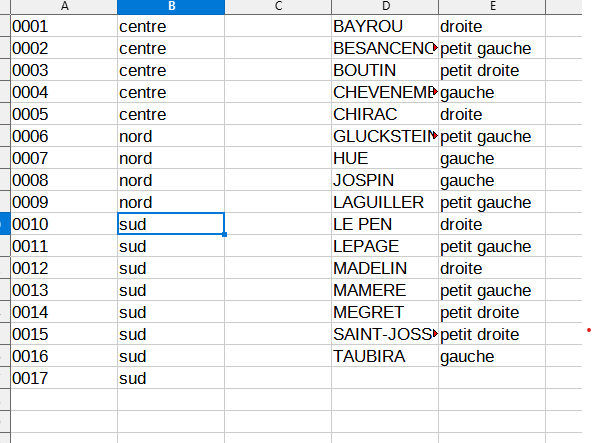 A B C D E
0001 centre BAYROU droite
0002 centre BESANCENO petit gauche
0003 centre BOUTIN petit droite
0004 centre CHEVENEME gauche
0005 centre CHIRAC droite
0006 nord GLUCKSTEIN petit gauche
0007 nord HUE gauche
0008 nord JOSPIN gauche
0009 nord LAGUILLER petit gauche
0010 sud LE PEN droite
0011 sud LEPAGE petit gauche
0012 sud MADELIN droite
0013 sud MAMERE petit gauche
0014 sud MEGRET petit droite
0015 sud SAINT-JOSS petit droite
0016 sud TAUBIRA gauche
0017 sud